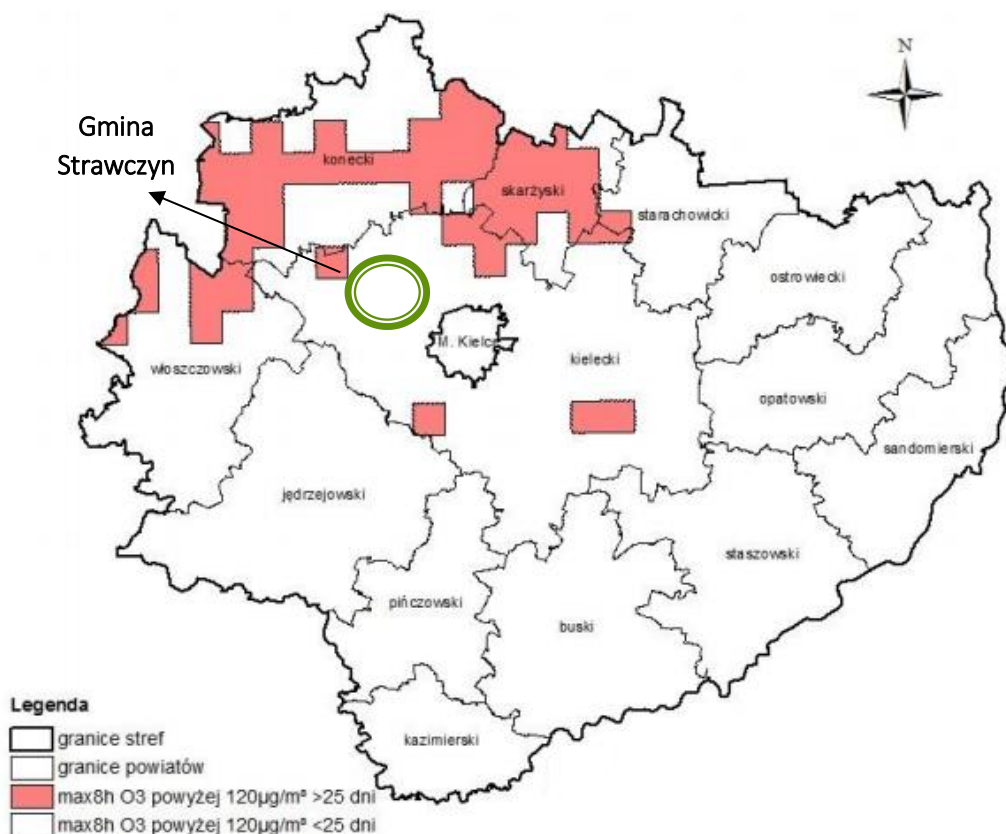 N
Gmina
Strawczyn
konecki
skarżyski
starachowicki
ostrowiecki
M. Kielce
kielecki
włoszczowski
opatowski
sandomierski
jędrzejowski
staszowski
pińczowski
buski
kazimierski
Legenda
granice stref
granice powiatów
max8h O3 powyżej 120µg/m³ >25 dni
max8h O3 powyżej 120µg/m³ <25 dni